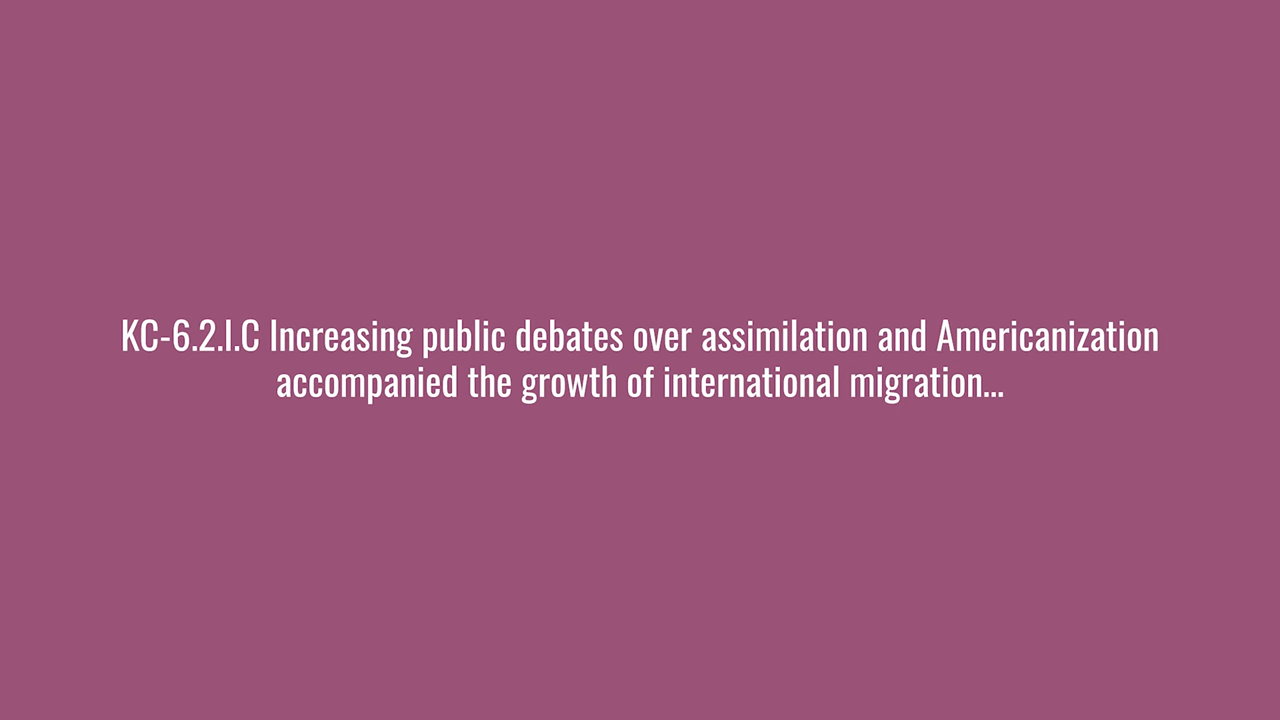 KC-6.2.I.C Increasing public debates over assimilation and Americanization
accompanied the growth of international migration...